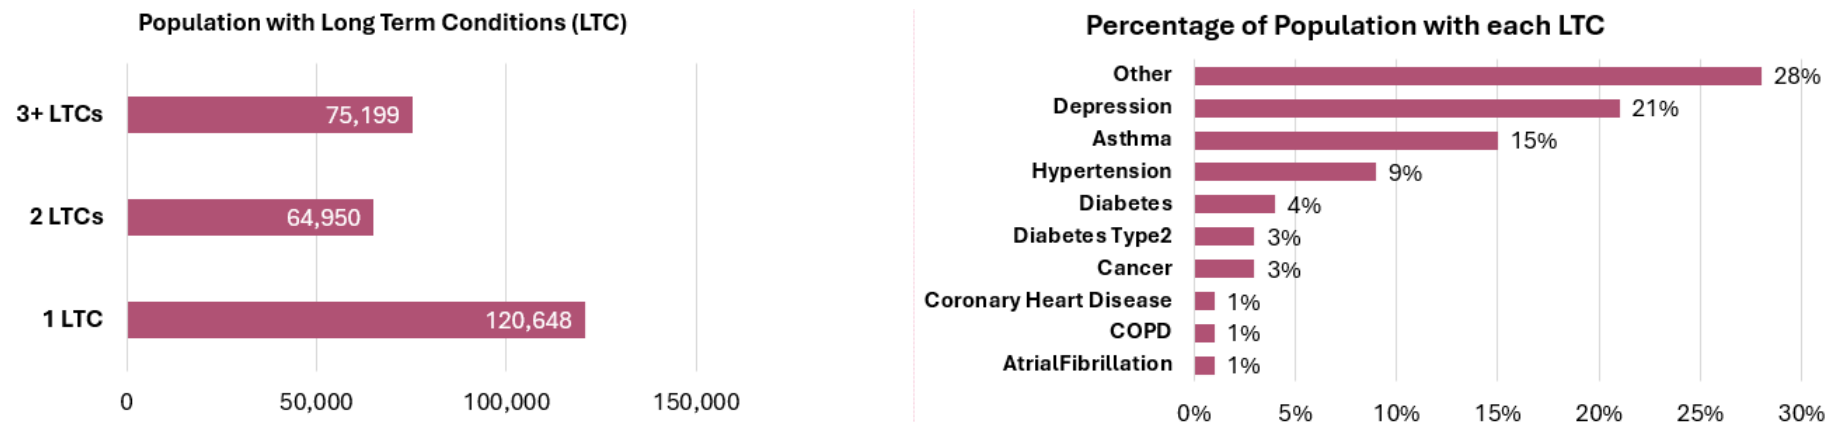 Population with Long Term Conditions (LTC)
3+ LTCs 75,199
2 LTCs 64,950
1 LTC 120,648
0 50,000 100,000 150,000
Percentage of Population with each LTC
Other 28%
Depression 21%
Asthma 15%
Hypertension 9%
Diabetes 4%
Diabetes Type2 3%
Cancer 3%
Coronary Heart Disease 1%
COPD 1%
AtrialFibrillation 1%
0% 5% 10% 15% 20% 25% 30%